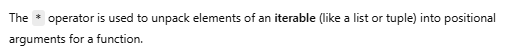 The * operator is used to unpack elements of an iterable (like a list or tuple) into positional
arguments for a function.